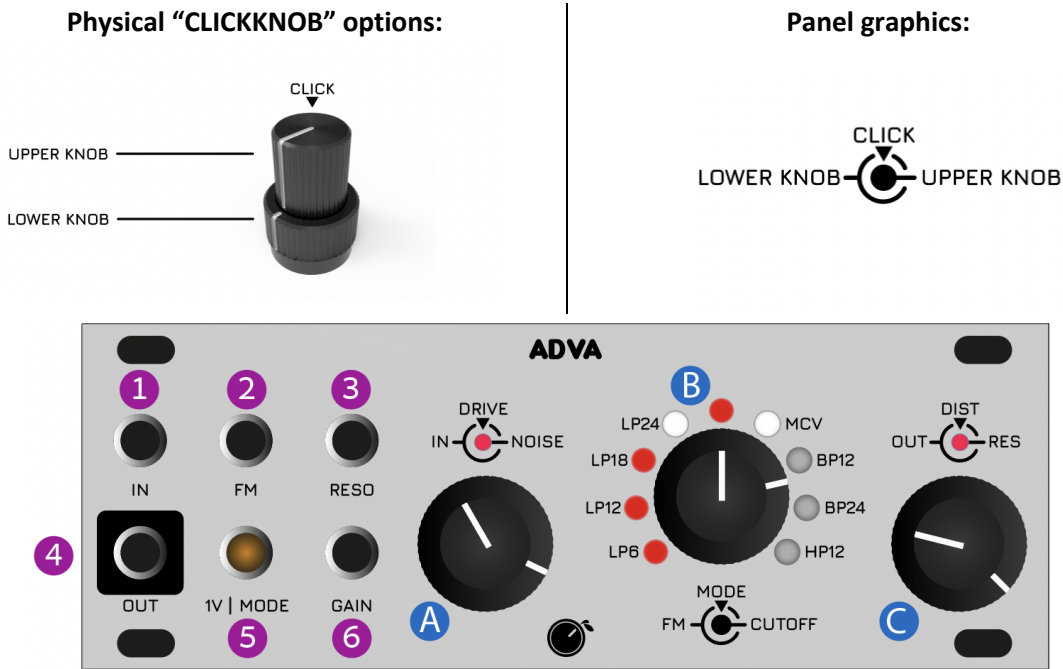 Physical “CLICKKNOB” options:
Panel graphics:
CLICK
UPPER KNOB
LOWER KNOB
CLICK
LOWER KNOB
UPPER KNOB
ADVA
1
2
3
B
DRIVE
IN
NOISE
LP24
MCV
DIST
OUT
RES
LP18
BP12
IN
FM
RESO
LP12
BP24
4
LP6
HP12
OUT
1V | MODE
GAIN
MODE
FM
CUTOFF
5
6
A
C